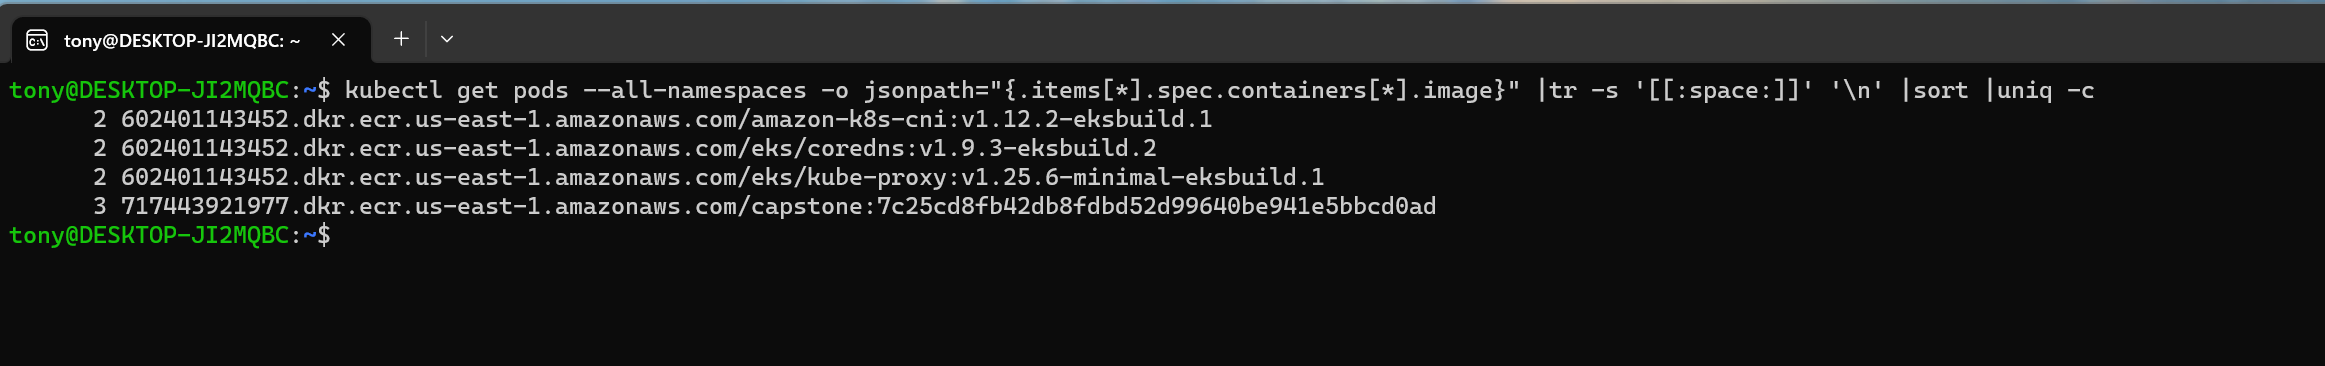 tony@DESKTOP-JI2MQBC: ~
tony@DESKTOP-JI2MQBC:~$ kubectl get pods --all-namespaces -o jsonpath="{.items[*].spec.containers[*].image}" |tr -s '[[:space:]]' '\n' |sort |uniq -c
2 602401143452.dkr.ecr.us-east-1.amazonaws.com/amazon-k8s-cni:v1.12.2-eksbuild.1
2 602401143452.dkr.ecr.us-east-1.amazonaws.com/eks/coredns:v1.9.3-eksbuild.2
2 602401143452.dkr.ecr.us-east-1.amazonaws.com/eks/kube-proxy:v1.25.6-minimal-eksbuild.1
3 717443921977.dkr.ecr.us-east-1.amazonaws.com/capstone:7c25cd8fb42db8fdbd52d99640be941e5bbcd0ad
tony@DESKTOP-JI2MQBC:~$